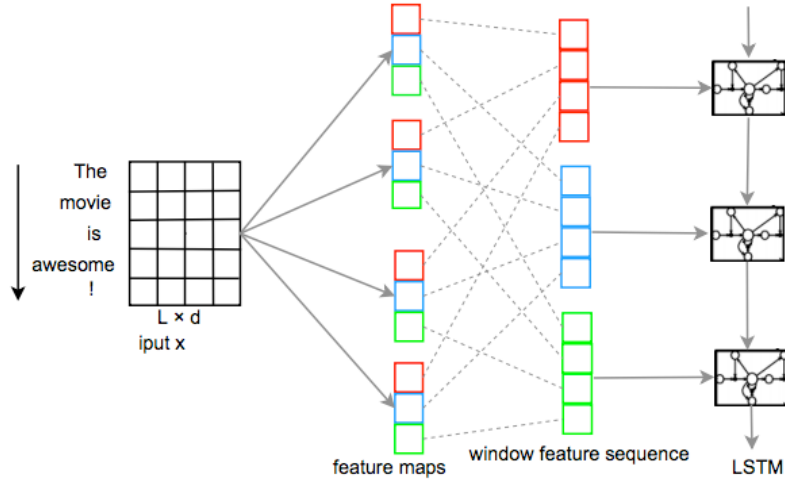 The
movie
is
awesome
!
L × d
iput x
feature maps
window feature sequence
LSTM